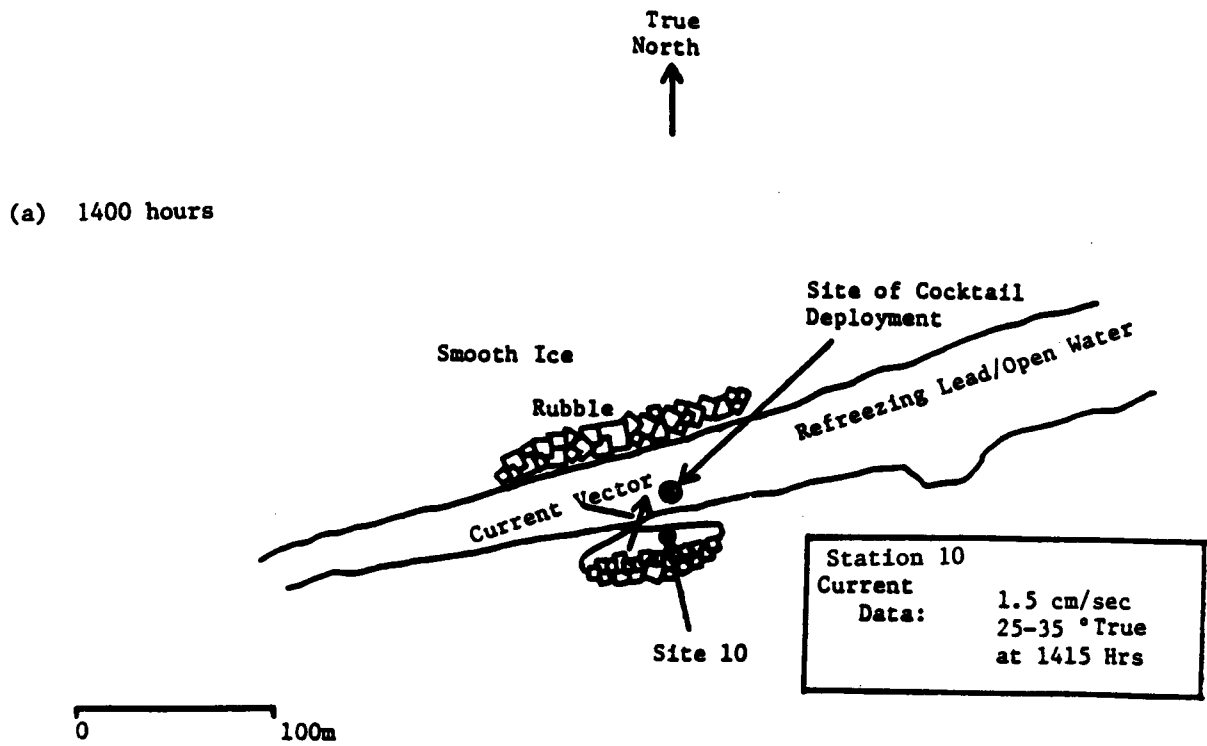 True
North
(a) 1400 hours
Site of Cocktail
Deployment
Smooth Ice
Refreezing Lead/Open Water
Rubble
Current Vector
Station 10
Current
Data:
1.5 cm/sec
25-35 °True
at 1415 Hrs
Site 10
0
100m